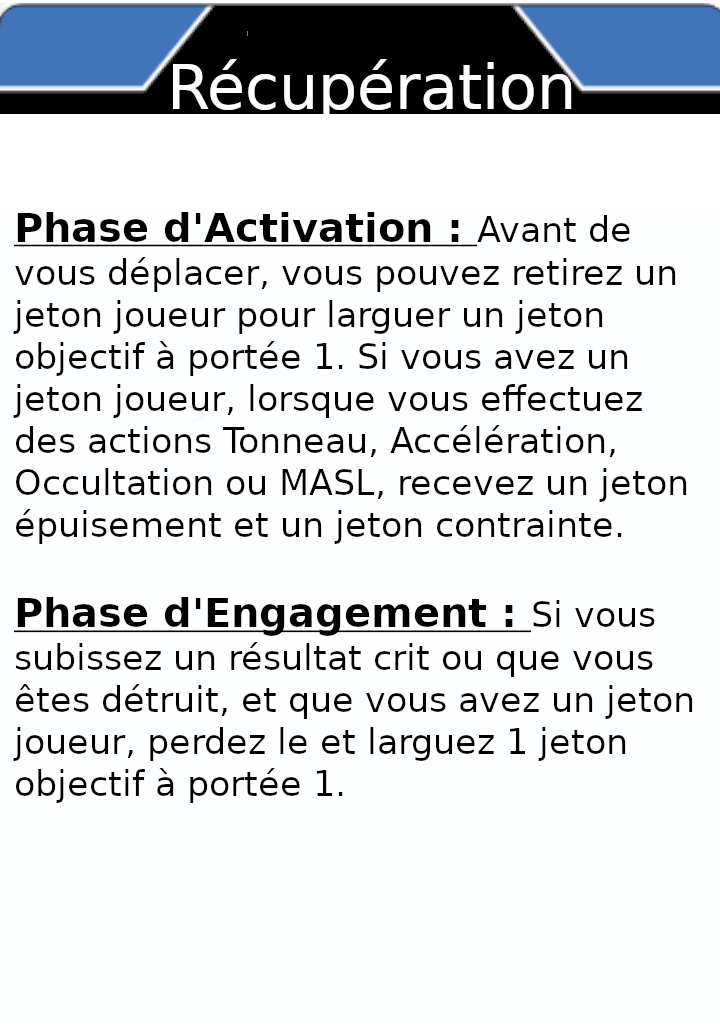 Récupération
Phase d'Activation : Avant de
vous déplacer, vous pouvez retirez un
jeton joueur pour larguer un jeton
objectif à portée 1. Si vous avez un
jeton joueur, lorsque vous effectuez
des actions Tonneau, Accélération,
Occultation ou MASL, recevez un jeton
épuisement et un jeton contrainte.
Phase d'Engagement : Si vous
subissez un résultat crit ou que vous
êtes détruit, et que vous avez un jeton
joueur, perdez le et larguez 1 jeton
objectif à portée 1.